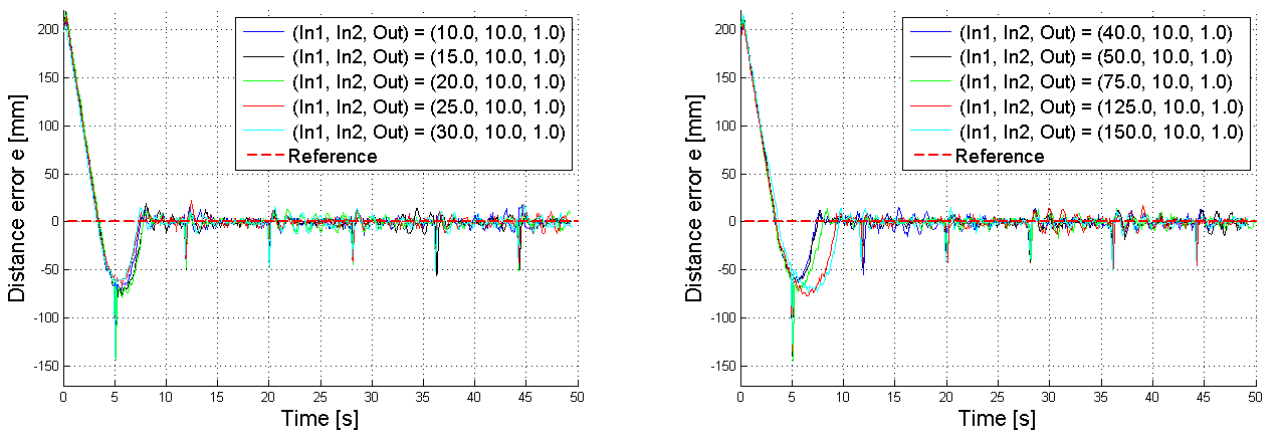 200
150
100
50
0
-50
-100
-150
Distance error e [mm]
(In1, In2, Out) = (10.0, 10.0, 1.0)
(In1, In2, Out) = (15.0, 10.0, 1.0)
(In1, In2, Out) = (20.0, 10.0, 1.0)
(In1, In2, Out) = (25.0, 10.0, 1.0)
(In1, In2, Out) = (30.0, 10.0, 1.0)
Reference
0 5 10 15 20 25 30 35 40 45 50
Time [s]
200
150
100
50
0
-50
-100
-150
Distance error e [mm]
(In1, In2, Out) = (40.0, 10.0, 1.0)
(In1, In2, Out) = (50.0, 10.0, 1.0)
(In1, In2, Out) = (75.0, 10.0, 1.0)
(In1, In2, Out) = (125.0, 10.0, 1.0)
(In1, In2, Out) = (150.0, 10.0, 1.0)
Reference
0 5 10 15 20 25 30 35 40 45 50
Time [s]